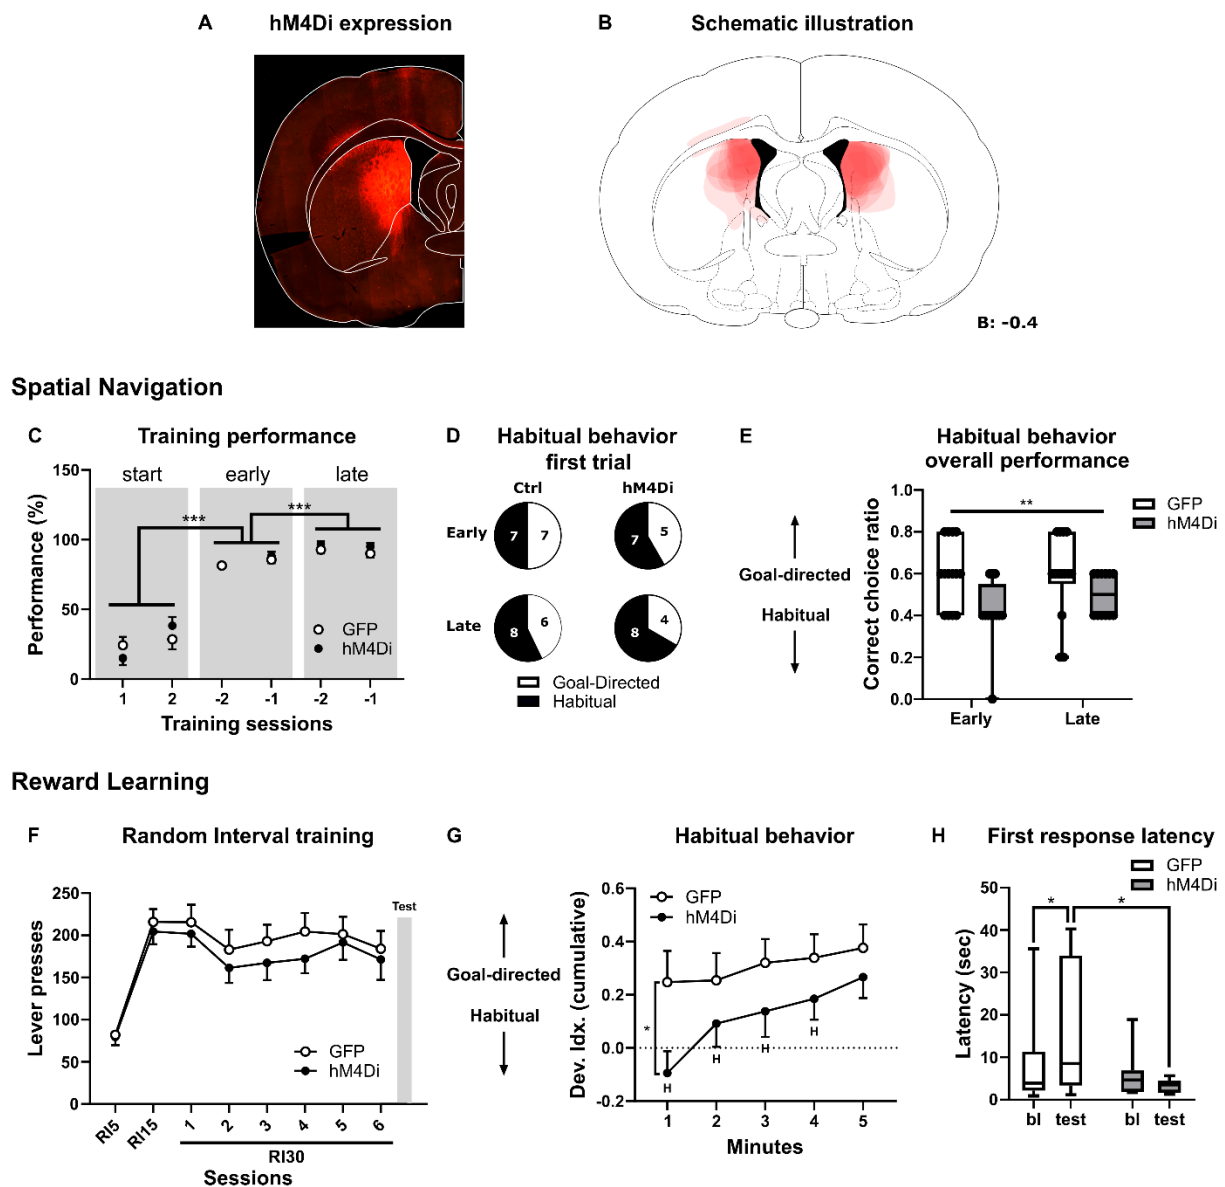 A hM4Di expression
B Schematic illustration
B: -0.4
Spatial Navigation
C Training performance
start early late
Performance (%)
150
100
50
0
***
***
GFP
hM4Di
1 2 -2 -1 -2 -1
Training sessions
D Habitual behavior
first trial
Ctrl hM4Di
Early 7 7 7 5
Late 8 6 8 4
Goal-Directed
Habitual
E Habitual behavior
overall performance
Goal-directed
Habitual
Correct choice ratio
1.0
0.8
0.6
0.4
0.2
0.0
**
GFP
hM4Di
Early Late
Reward Learning
F Random Interval training
Lever presses
250
200
150
100
50
0
Test
GFP
hM4Di
RI5 RI15 1 2 3 4 5 6
RI30
Sessions
G Habitual behavior
Goal-directed
Habitual
Dev. Idx. (cumulative)
0.6
0.4
0.2
0.0
-0.2
GFP
hM4Di
*
H H H H
1 2 3 4 5
Minutes
H First response latency
GFP
hM4Di
Latency (sec)
50
40
30
20
10
0
* *
bl test bl test